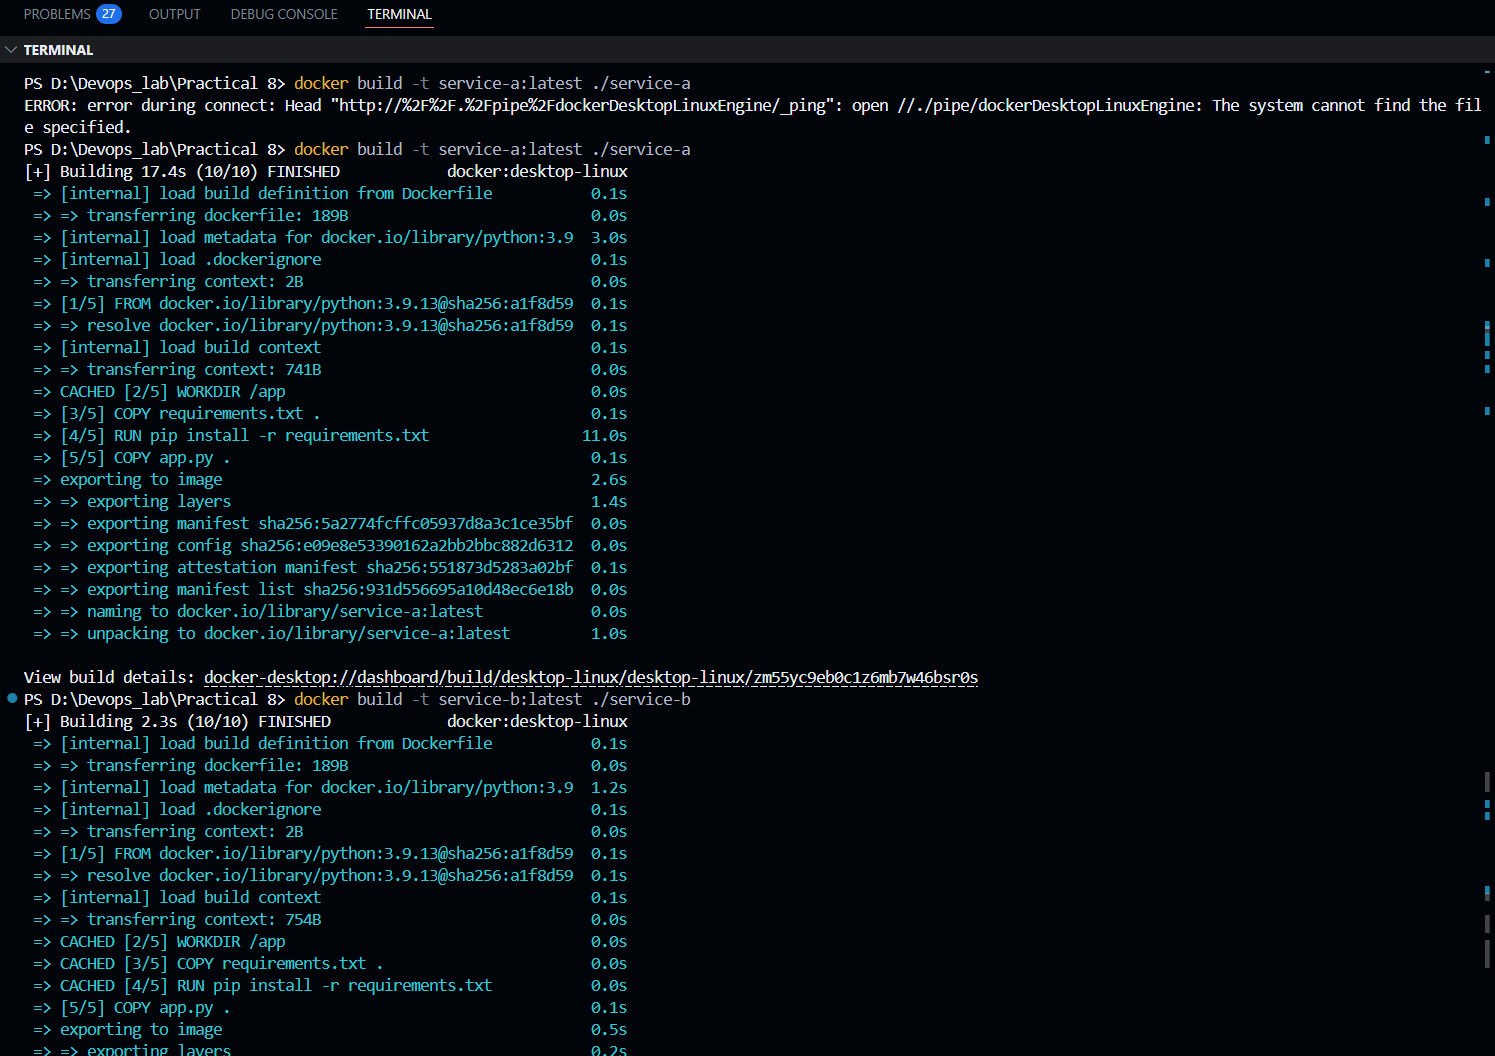 PROBLEMS 27 OUTPUT DEBUG CONSOLE TERMINAL
TERMINAL
PS D:\Devops_lab\Practical 8> docker build -t service-a:latest ./service-a
ERROR: error during connect: Head "http://%2F%2F.%2Fpipe%2FdockerDesktopLinuxEngine/_ping": open //./pipe/dockerDesktopLinuxEngine: The system cannot find the fil
e specified.
PS D:\Devops_lab\Practical 8> docker build -t service-a:latest ./service-a
[+] Building 17.4s (10/10) FINISHED docker:desktop-linux
=> [internal] load build definition from Dockerfile 0.1s
=> => transferring dockerfile: 189B 0.0s
=> [internal] load metadata for docker.io/library/python:3.9 3.0s
=> [internal] load .dockerignore 0.1s
=> => transferring context: 2B 0.0s
=> [1/5] FROM docker.io/library/python:3.9.13@sha256:a1f8d59 0.1s
=> => resolve docker.io/library/python:3.9.13@sha256:a1f8d59 0.1s
=> [internal] load build context 0.1s
=> => transferring context: 741B 0.0s
=> CACHED [2/5] WORKDIR /app 0.0s
=> [3/5] COPY requirements.txt . 0.1s
=> [4/5] RUN pip install -r requirements.txt 11.0s
=> [5/5] COPY app.py . 0.1s
=> exporting to image 2.6s
=> => exporting layers 1.4s
=> => exporting manifest sha256:5a2774fcffc05937d8a3c1ce35bf 0.0s
=> => exporting config sha256:e09e8e53390162a2bb2bbc882d6312 0.0s
=> => exporting attestation manifest sha256:551873d5283a02bf 0.1s
=> => exporting manifest list sha256:931d556695a10d48ec6e18b 0.0s
=> => naming to docker.io/library/service-a:latest 0.0s
=> => unpacking to docker.io/library/service-a:latest 1.0s
View build details: docker-desktop://dashboard/build/desktop-linux/desktop-linux/zm55yc9eb0c1z6mb7w46bsr0s
PS D:\Devops_lab\Practical 8> docker build -t service-b:latest ./service-b
[+] Building 2.3s (10/10) FINISHED docker:desktop-linux
=> [internal] load build definition from Dockerfile 0.1s
=> => transferring dockerfile: 189B 0.0s
=> [internal] load metadata for docker.io/library/python:3.9 1.2s
=> [internal] load .dockerignore 0.1s
=> => transferring context: 2B 0.0s
=> [1/5] FROM docker.io/library/python:3.9.13@sha256:a1f8d59 0.1s
=> => resolve docker.io/library/python:3.9.13@sha256:a1f8d59 0.1s
=> [internal] load build context 0.1s
=> => transferring context: 754B 0.0s
=> CACHED [2/5] WORKDIR /app 0.0s
=> CACHED [3/5] COPY requirements.txt . 0.0s
=> CACHED [4/5] RUN pip install -r requirements.txt 0.0s
=> [5/5] COPY app.py . 0.1s
=> exporting to image 0.5s
=> => exporting layers 0.2s